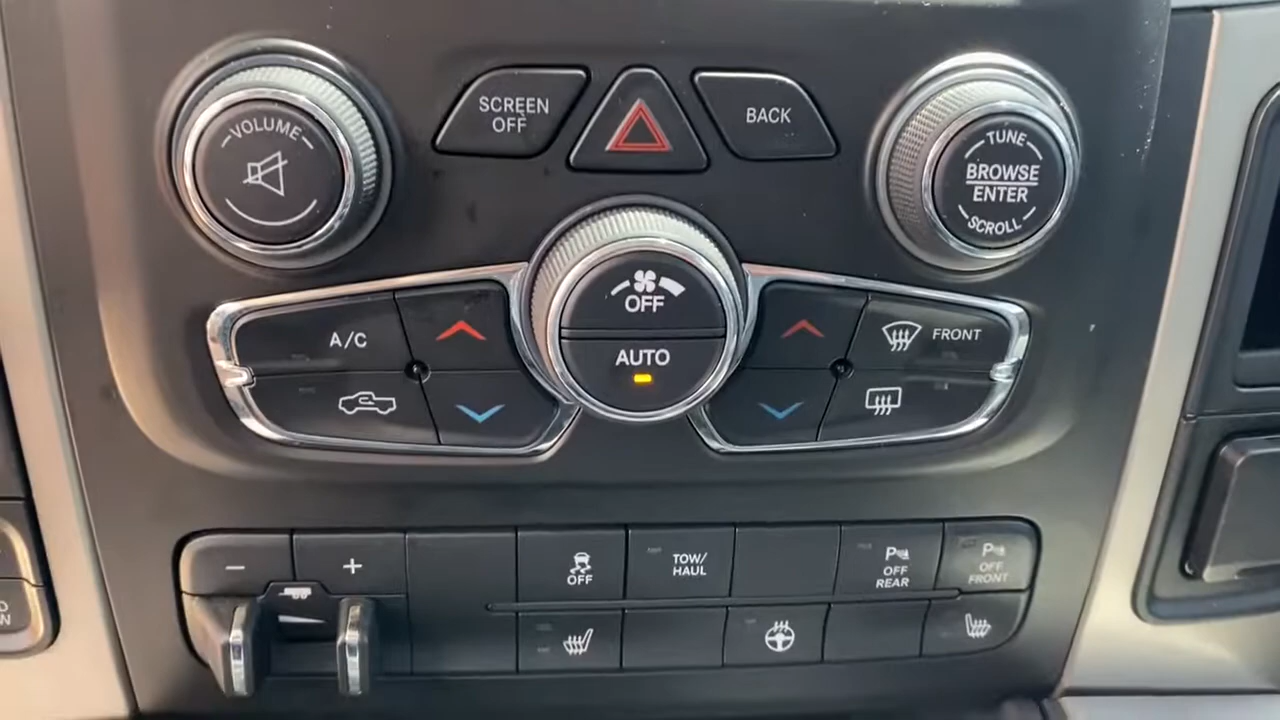 VOLUME
SCREEN
OFF
BACK
TUNE
BROWSE
ENTER
SCROLL
OFF
AUTO
A/C
FRONT
−
+
OFF
TOW/
HAUL
P
OFF
REAR
P
OFF
FRONT